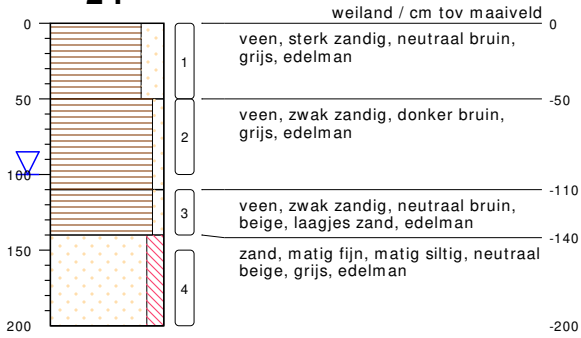 weiland / cm tov maaiveld
0
0
1
veen, sterk zandig, neutraal bruin,
grijs, edelman
50
-50
2
veen, zwak zandig, donker bruin,
grijs, edelman
100
-110
3
veen, zwak zandig, neutraal bruin,
beige, laagjes zand, edelman
-140
150
4
zand, matig fijn, matig siltig, neutraal
beige, grijs, edelman
200
-200